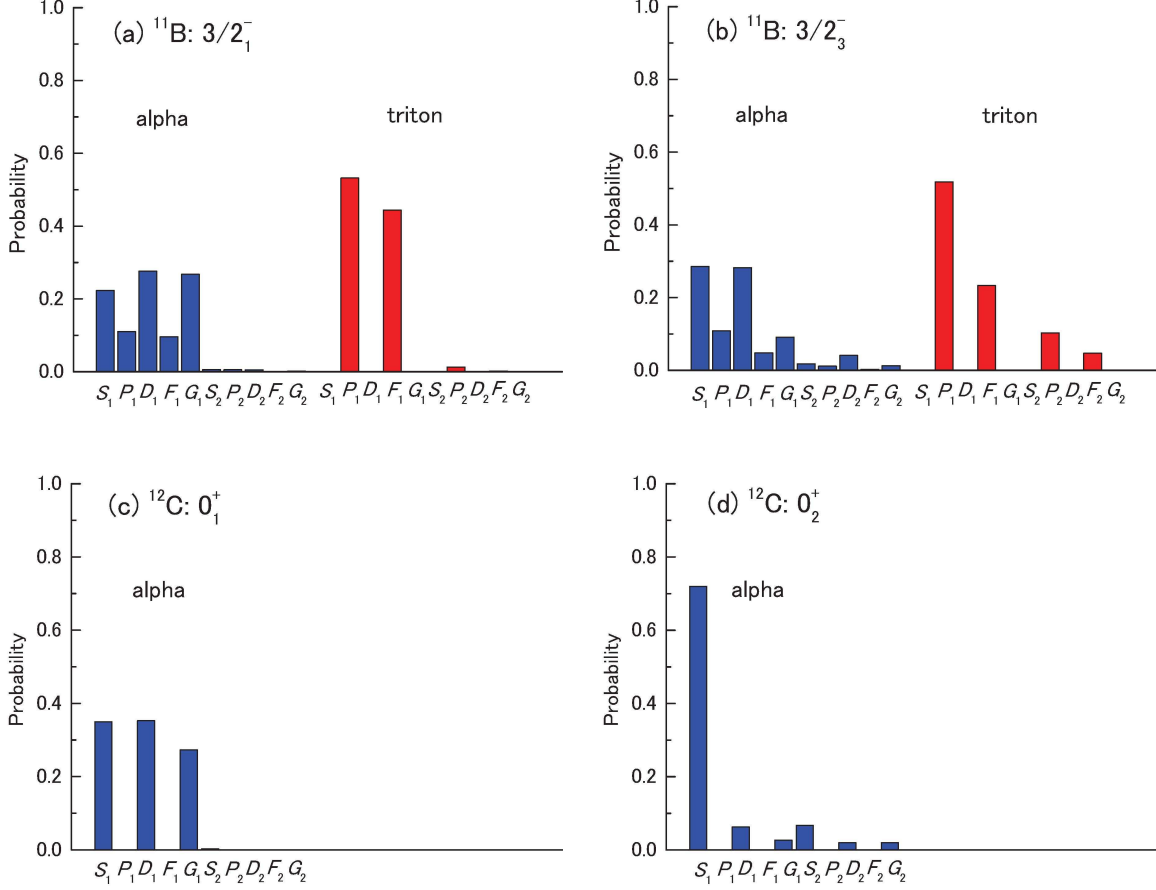 (a) ¹¹B: 3/2₁⁻
alpha
triton
Probability
1.0
0.8
0.6
0.4
0.2
0.0
S₁ P₁ D₁ F₁ G₁ S₂ P₂ D₂ F₂ G₂
S₁ P₁ D₁ F₁ G₁ S₂ P₂ D₂ F₂ G₂
(b) ¹¹B: 3/2₃⁻
alpha
triton
Probability
1.0
0.8
0.6
0.4
0.2
0.0
S₁ P₁ D₁ F₁ G₁ S₂ P₂ D₂ F₂ G₂
S₁ P₁ D₁ F₁ G₁ S₂ P₂ D₂ F₂ G₂
(c) ¹²C: 0₁⁺
alpha
Probability
1.0
0.8
0.6
0.4
0.2
0.0
S₁ P₁ D₁ F₁ G₁ S₂ P₂ D₂ F₂ G₂
(d) ¹²C: 0₂⁺
alpha
Probability
1.0
0.8
0.6
0.4
0.2
0.0
S₁ P₁ D₁ F₁ G₁ S₂ P₂ D₂ F₂ G₂